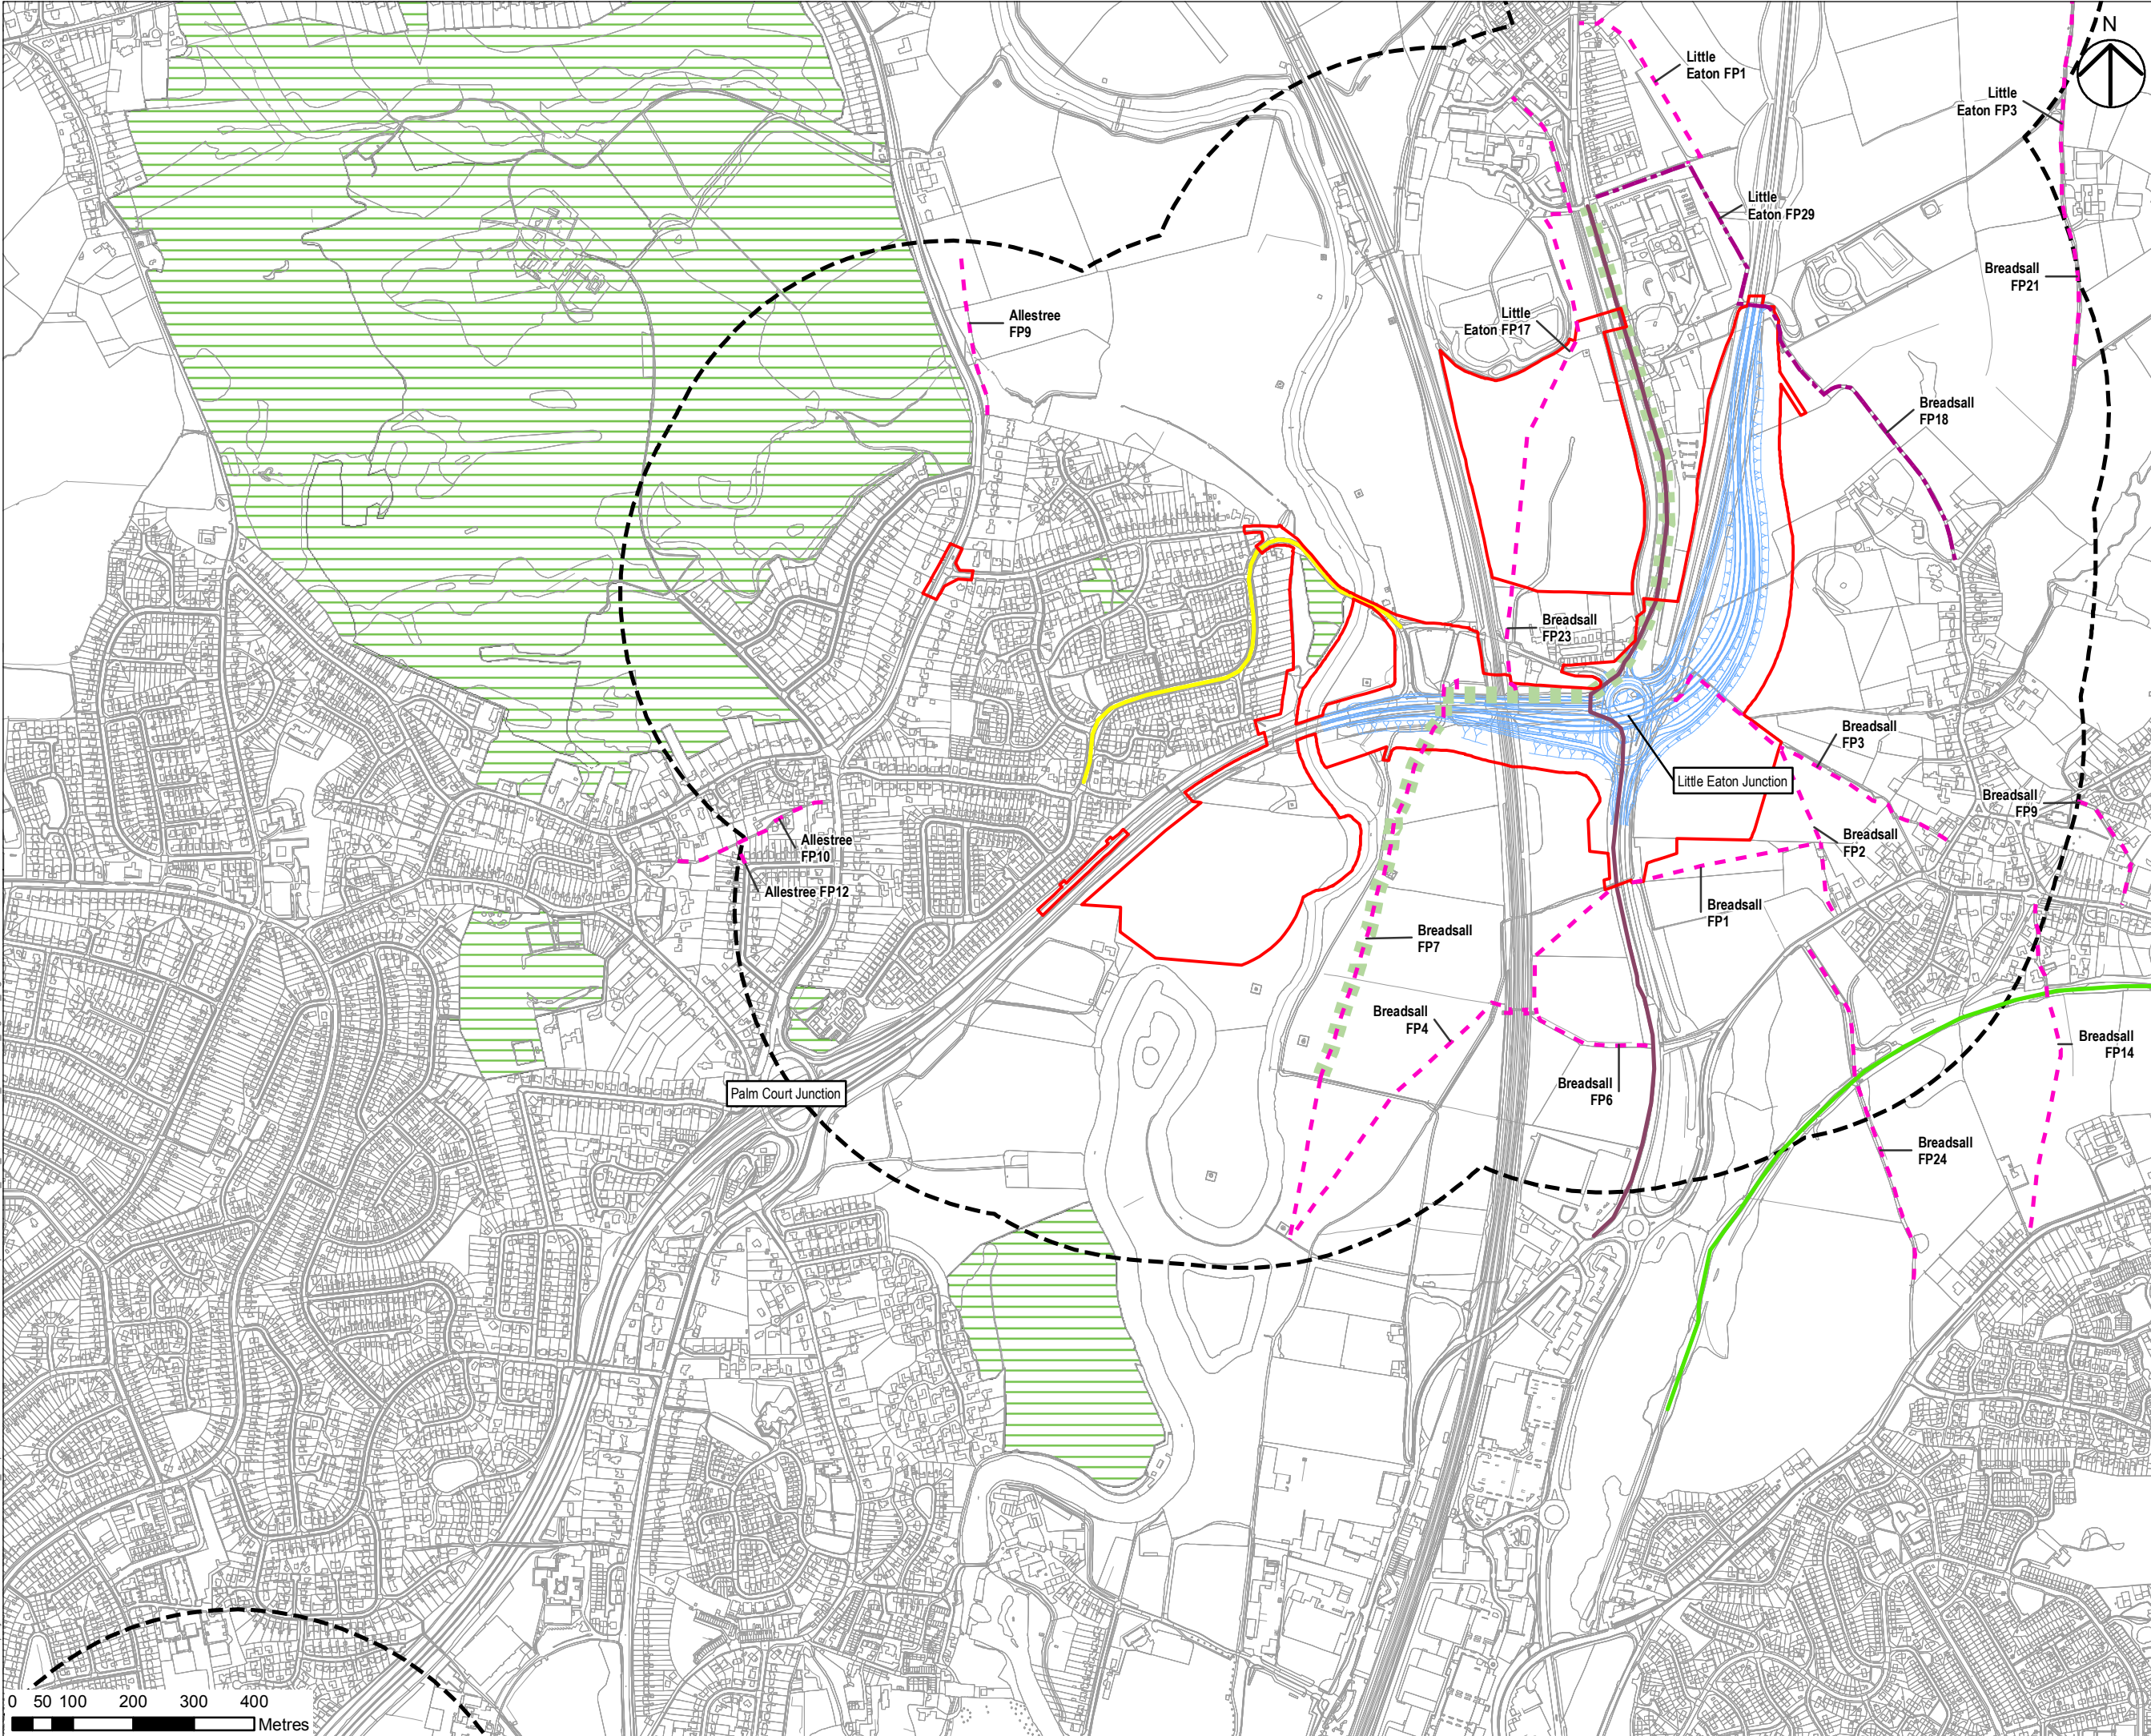 N
Little
Eaton FP1
Little
Eaton FP3
Little
Eaton FP29
Breadsall
FP21
Allestree
FP9
Little
Eaton FP17
Breadsall
FP18
Breadsall
FP23
Breadsall
FP3
Little Eaton Junction
Breadsall
FP9
Breadsall
FP2
Allestree
FP10
Allestree FP12
Breadsall
FP1
Breadsall
FP7
Breadsall
FP4
Breadsall
FP14
Breadsall
FP6
Palm Court Junction
Breadsall
FP24
0 50 100 200 300 400
Metres